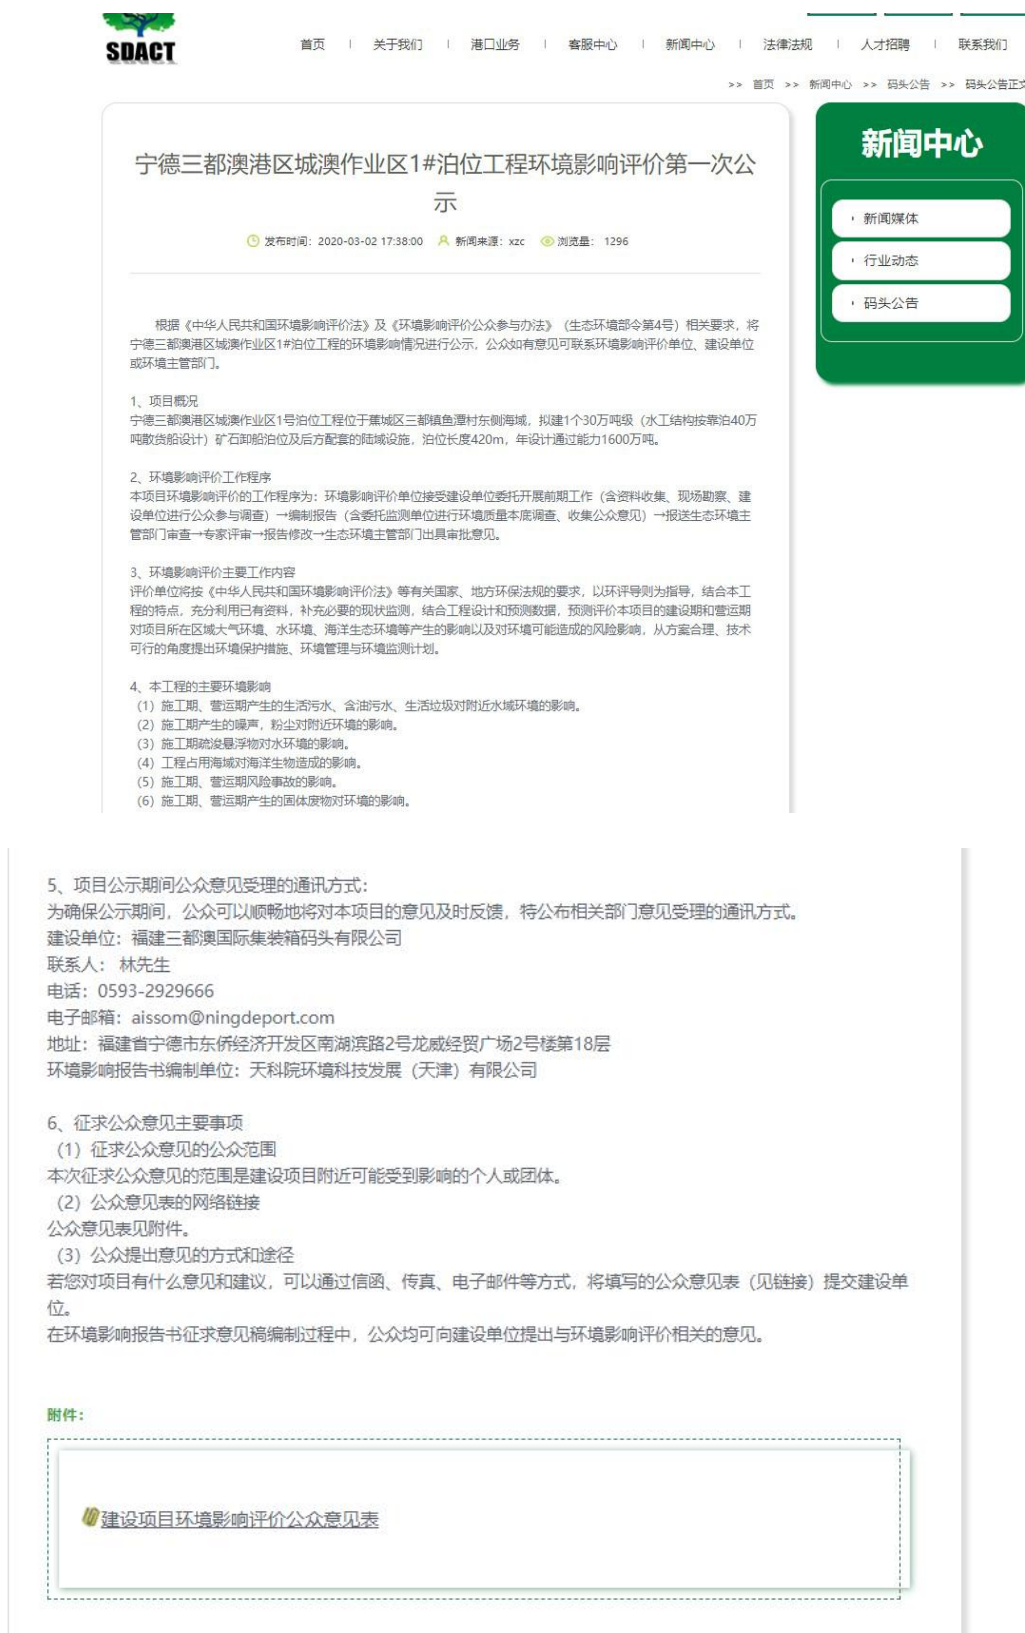 SDACT
首页 | 关于我们 | 港口业务 | 客服中心 | 新闻中心 | 法律法规 | 人才招聘 | 联系我们
>> 首页 >> 新闻中心 >> 码头公告 >> 码头公告正文
宁德三都澳港区城澳作业区1#泊位工程环境影响评价第一次公
示
发布时间：2020-03-02 17:38:00 新闻来源：xzc 浏览量： 1296
新闻中心
新闻媒体
行业动态
码头公告
根据《中华人民共和国环境影响评价法》及《环境影响评价公众参与办法》（生态环境部令第4号）相关要求，将
宁德三都澳港区城澳作业区1#泊位工程的环境影响情况进行公示，公众如有意见可联系环境影响评价单位、建设单位
或环境主管部门。
1、项目概况
宁德三都澳港区城澳作业区1号泊位工程位于蕉城区三都镇鱼潭村东侧海域，拟建1个30万吨级（水工结构按靠泊40万
吨散货船设计）矿石卸船泊位及后方配套的陆域设施，泊位长度420m，年设计通过能力1600万吨。
2、环境影响评价工作程序
本项目环境影响评价的工作程序为：环境影响评价单位接受建设单位委托开展前期工作（含资料收集、现场勘察、建
设单位进行公众参与调查）→编制报告（含委托监测单位进行环境质量本底调查、收集公众意见）→报送生态环境主
管部门审查→专家评审→报告修改→生态环境主管部门出具审批意见。
3、环境影响评价主要工作内容
评价单位将按《中华人民共和国环境影响评价法》等有关国家、地方环保法规的要求，以环评导则为指导，结合本工
程的特点，充分利用已有资料，补充必要的现状监测，结合工程设计和预测数据，预测评价本项目的建设期和营运期
对项目所在区域大气环境、水环境、海洋生态环境等产生的影响以及对环境可能造成的风险影响，从方案合理、技术
可行的角度提出环境保护措施、环境管理与环境监测计划。
4、本工程的主要环境影响
（1）施工期、营运期产生的生活污水、含油污水、生活垃圾对附近水域环境的影响。
（2）施工期产生的噪声，粉尘对附近环境的影响。
（3）施工期疏浚悬浮物对水环境的影响。
（4）工程占用海域对海洋生物造成的影响。
（5）施工期、营运期风险事故的影响。
（6）施工期、营运期产生的固体废物对环境的影响。
5、项目公示期间公众意见受理的通讯方式：
为确保公示期间，公众可以顺畅地将对本项目的意见及时反馈，特公布相关部门意见受理的通讯方式。
建设单位：福建三都澳国际集装箱码头有限公司
联系人： 林先生
电话：0593-2929666
电子邮箱：aissom@ningdeport.com
地址：福建省宁德市东侨经济开发区南湖滨路2号龙威经贸广场2号楼第18层
环境影响报告书编制单位：天科院环境科技发展（天津）有限公司
6、征求公众意见主要事项
（1）征求公众意见的公众范围
本次征求公众意见的范围是建设项目附近可能受到影响的个人或团体。
（2）公众意见表的网络链接
公众意见表见附件。
（3）公众提出意见的方式和途径
若您对项目有什么意见和建议，可以通过信函、传真、电子邮件等方式，将填写的公众意见表（见链接）提交建设单
位。
在环境影响报告书征求意见稿编制过程中，公众均可向建设单位提出与环境影响评价相关的意见。
附件：
建设项目环境影响评价公众意见表